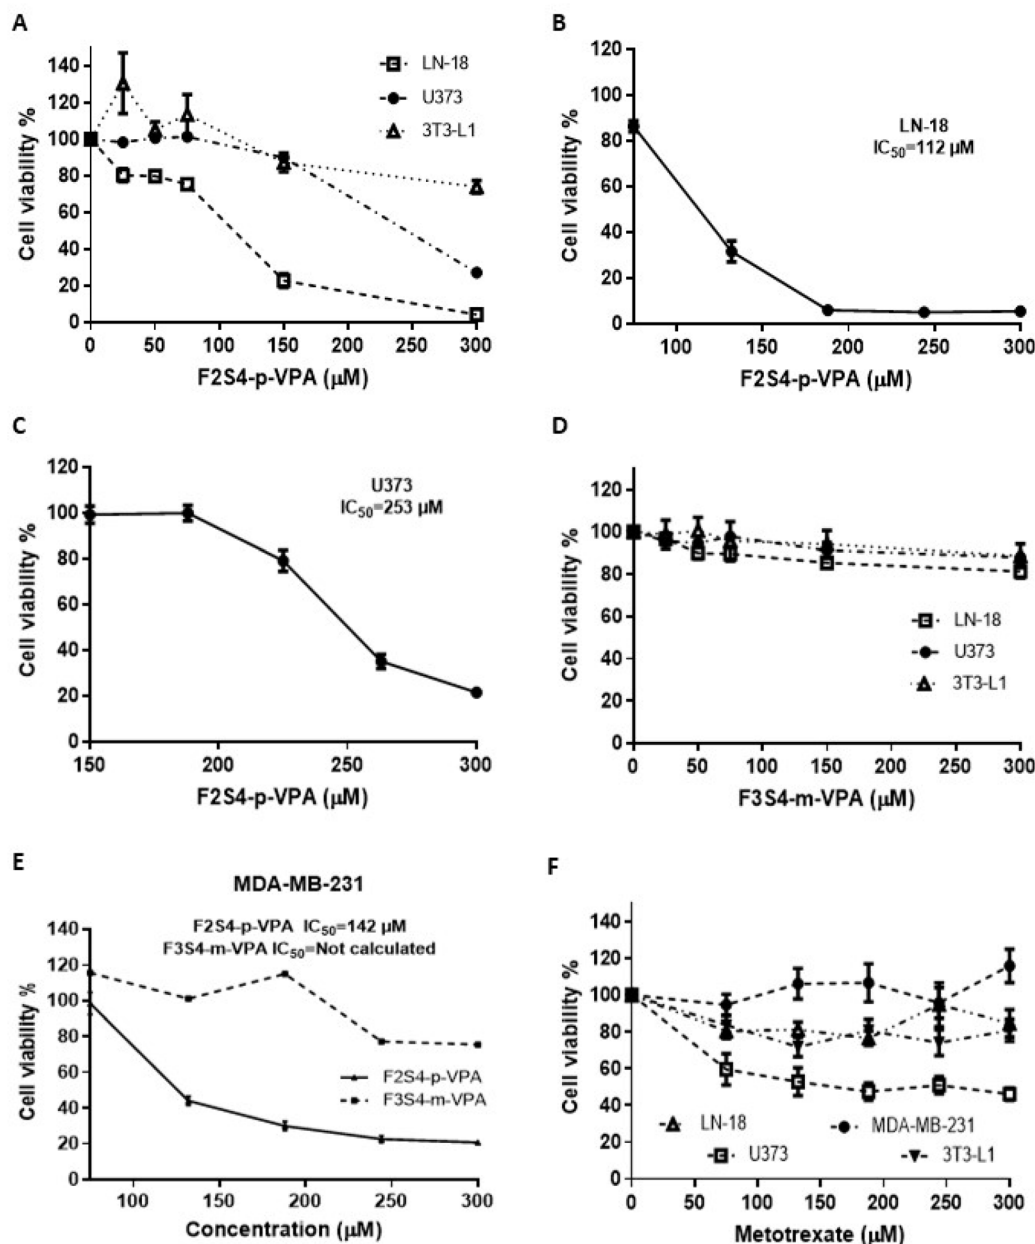 A
Cell viability %
140
120
100
80
60
40
20
0
LN-18
U373
3T3-L1
0 50 100 150 200 250 300
F2S4-p-VPA (µM)
B
Cell viability %
120
100
80
60
40
20
0
LN-18
IC50=112 µM
100 150 200 250 300
F2S4-p-VPA (µM)
C
Cell viability %
120
100
80
60
40
20
0
U373
IC50=253 µM
150 200 250 300
F2S4-p-VPA (µM)
D
Cell viability %
120
100
80
60
40
20
0
LN-18
U373
3T3-L1
0 50 100 150 200 250 300
F3S4-m-VPA (µM)
E
MDA-MB-231
F2S4-p-VPA IC50=142 µM
F3S4-m-VPA IC50=Not calculated
Cell viability %
140
120
100
80
60
40
20
0
F2S4-p-VPA
F3S4-m-VPA
100 150 200 250 300
Concentration (µM)
F
Cell viability %
140
120
100
80
60
40
20
0
LN-18
MDA-MB-231
U373
3T3-L1
0 50 100 150 200 250 300
Metotrexate (µM)